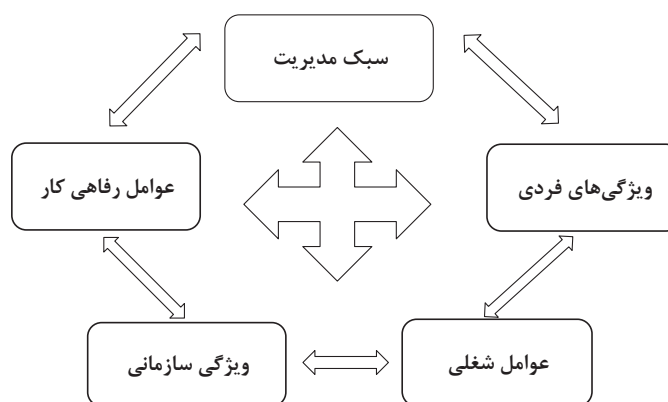 سبک مدیریت
ویژگی‌های فردی
عوامل رفاهی کار
عوامل شغلی
ویژگی سازمانی